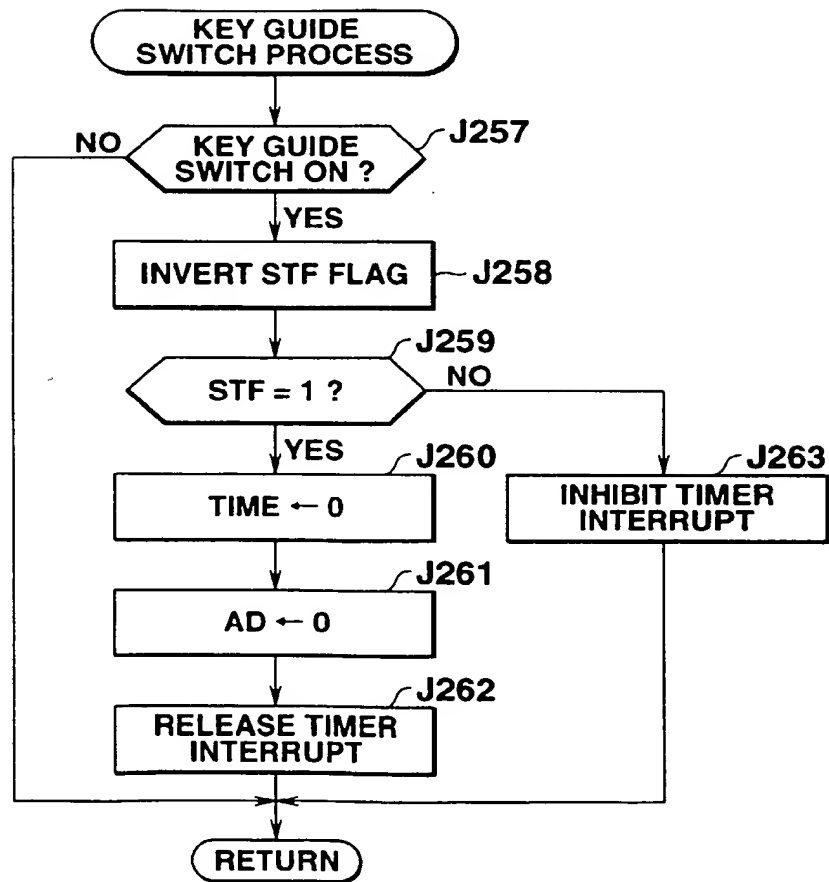 KEY GUIDE
SWITCH PROCESS
NO
KEY GUIDE
SWITCH ON ?
J257
YES
INVERT STF FLAG
J258
J259
STF = 1 ?
NO
YES
J260
TIME ← 0
J263
INHIBIT TIMER
INTERRUPT
J261
AD ← 0
J262
RELEASE TIMER
INTERRUPT
RETURN